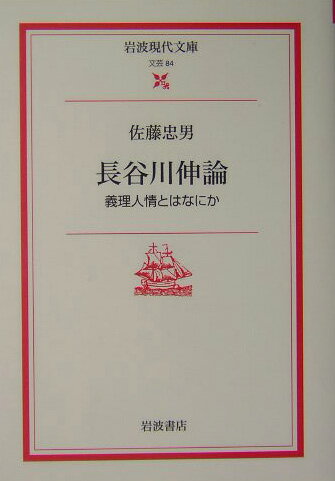 岩波現代文庫
文芸 84
佐藤忠男
長谷川伸論
義理人情とはなにか
岩波書店